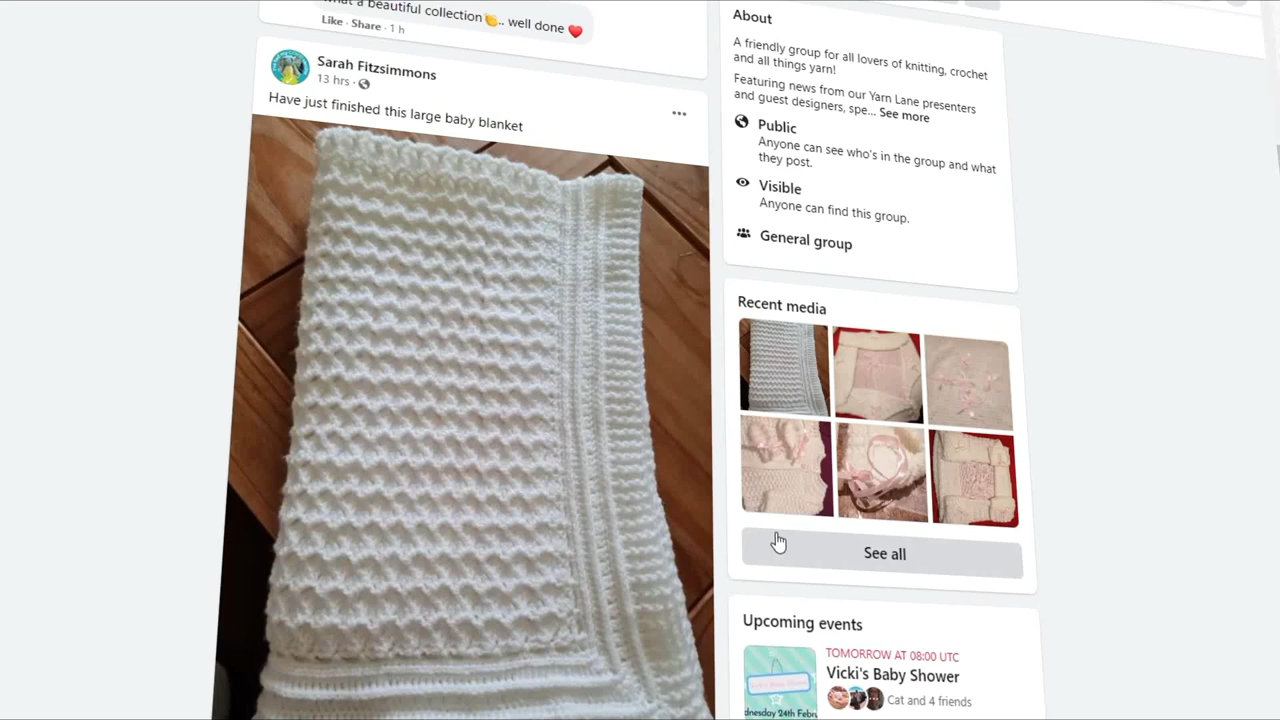 what a beautiful collection👏.. well done ❤️
Like · Share · 1 h
Sarah Fitzsimmons
13 hrs ·
Have just finished this large baby blanket
About
A friendly group for all lovers of knitting, crochet
and all things yarn!
Featuring news from our Yarn Lane presenters
and guest designers, spe... See more
Public
Anyone can see who's in the group and what
they post.
Visible
Anyone can find this group.
General group
Recent media
See all
Upcoming events
TOMORROW AT 08:00 UTC
Vicki's Baby Shower
Cat and 4 friends
dnesday 24th Febru